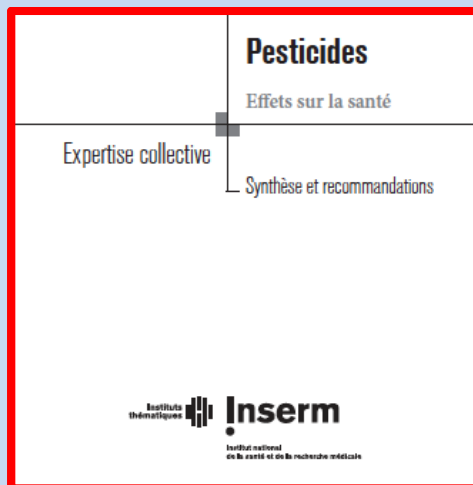 Pesticides
Effets sur la santé
Expertise collective
Synthèse et recommandations
Instituts
thématiques
Inserm
Institut national
de la santé et de la recherche médicale